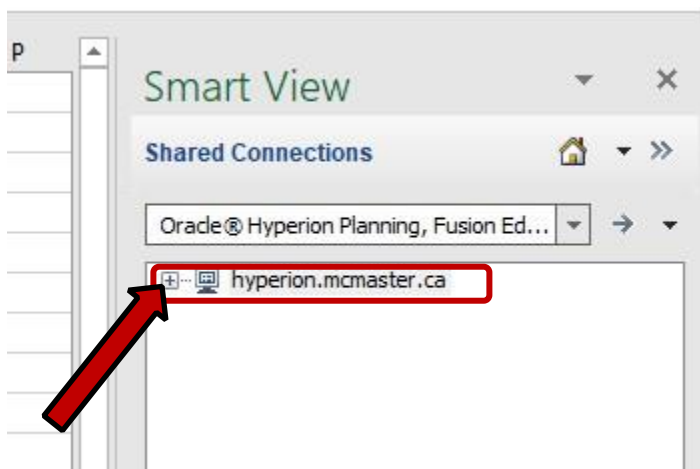 P
Smart View
Shared Connections
Oracle® Hyperion Planning, Fusion Ed...
hyperion.mcmaster.ca